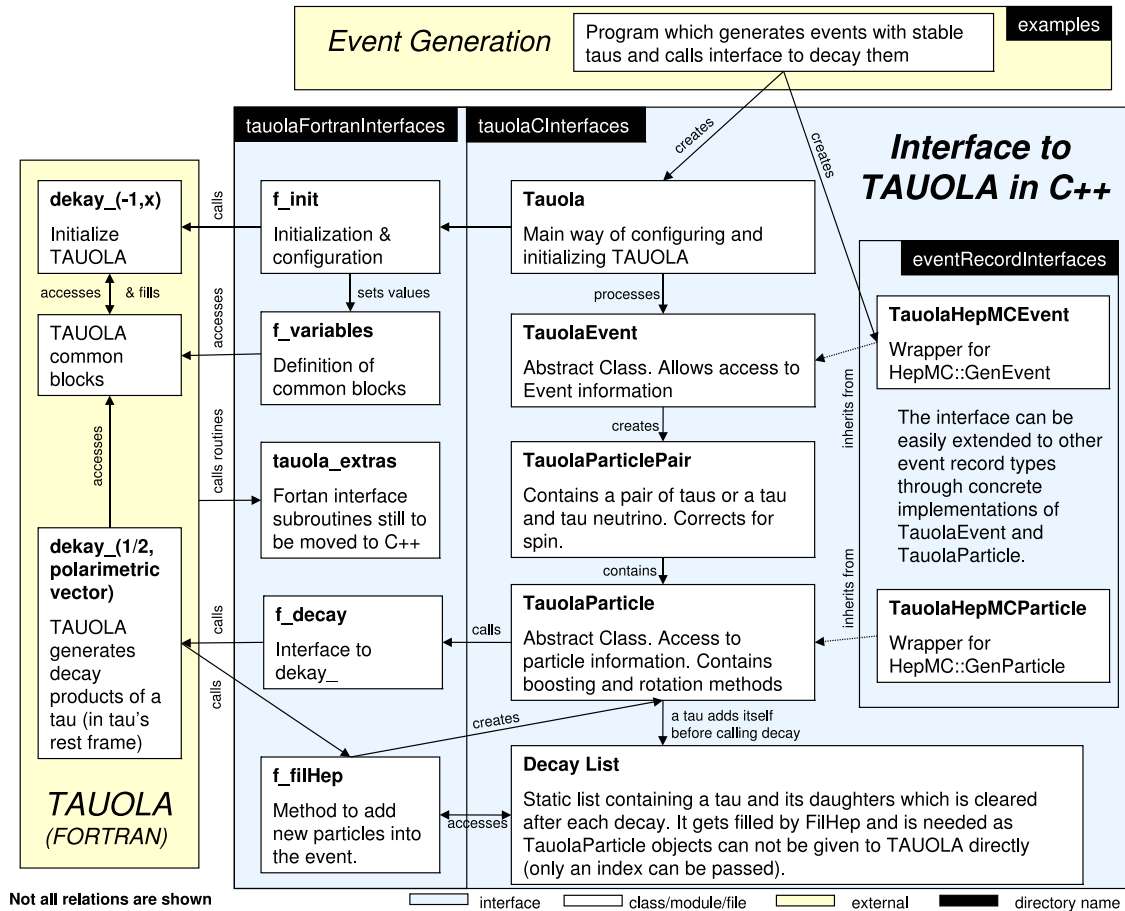 examples
Event Generation
Program which generates events with stable
taus and calls interface to decay them
tauolaFortranInterfaces
tauolaCInterfaces
creates
creates
Interface to
TAUOLA in C++
dekay_(-1,x)
Initialize
TAUOLA
calls
f_init
Initialization &
configuration
Tauola
Main way of configuring and
initializing TAUOLA
eventRecordInterfaces
accesses & fills
sets values
processes
TAUOLA
common
blocks
accesses
f_variables
Definition of
common blocks
TauolaEvent
Abstract Class. Allows access to
Event information
TauolaHepMCEvent
Wrapper for
HepMC::GenEvent
inherits from
creates
The interface can be
easily extended to other
event record types
through concrete
implementations of
TauolaEvent and
TauolaParticle.
accesses
calls routines
tauola_extras
Fortan interface
subroutines still to
be moved to C++
TauolaParticlePair
Contains a pair of taus or a tau
and tau neutrino. Corrects for
spin.
dekay_(1/2,
polarimetric
vector)
TAUOLA
generates
decay
products of a
tau (in tau's
rest frame)
contains
inherits from
calls
f_decay
Interface to
dekay_
calls
TauolaParticle
Abstract Class. Access to
particle information. Contains
boosting and rotation methods
TauolaHepMCParticle
Wrapper for
HepMC::GenParticle
calls
creates
a tau adds itself
before calling decay
TAUOLA
(FORTRAN)
f_filHep
Method to add
new particles into
the event.
accesses
Decay List
Static list containing a tau and its daughters which is cleared
after each decay. It gets filled by FilHep and is needed as
TauolaParticle objects can not be given to TAUOLA directly
(only an index can be passed).
Not all relations are shown
interface
class/module/file
external
directory name